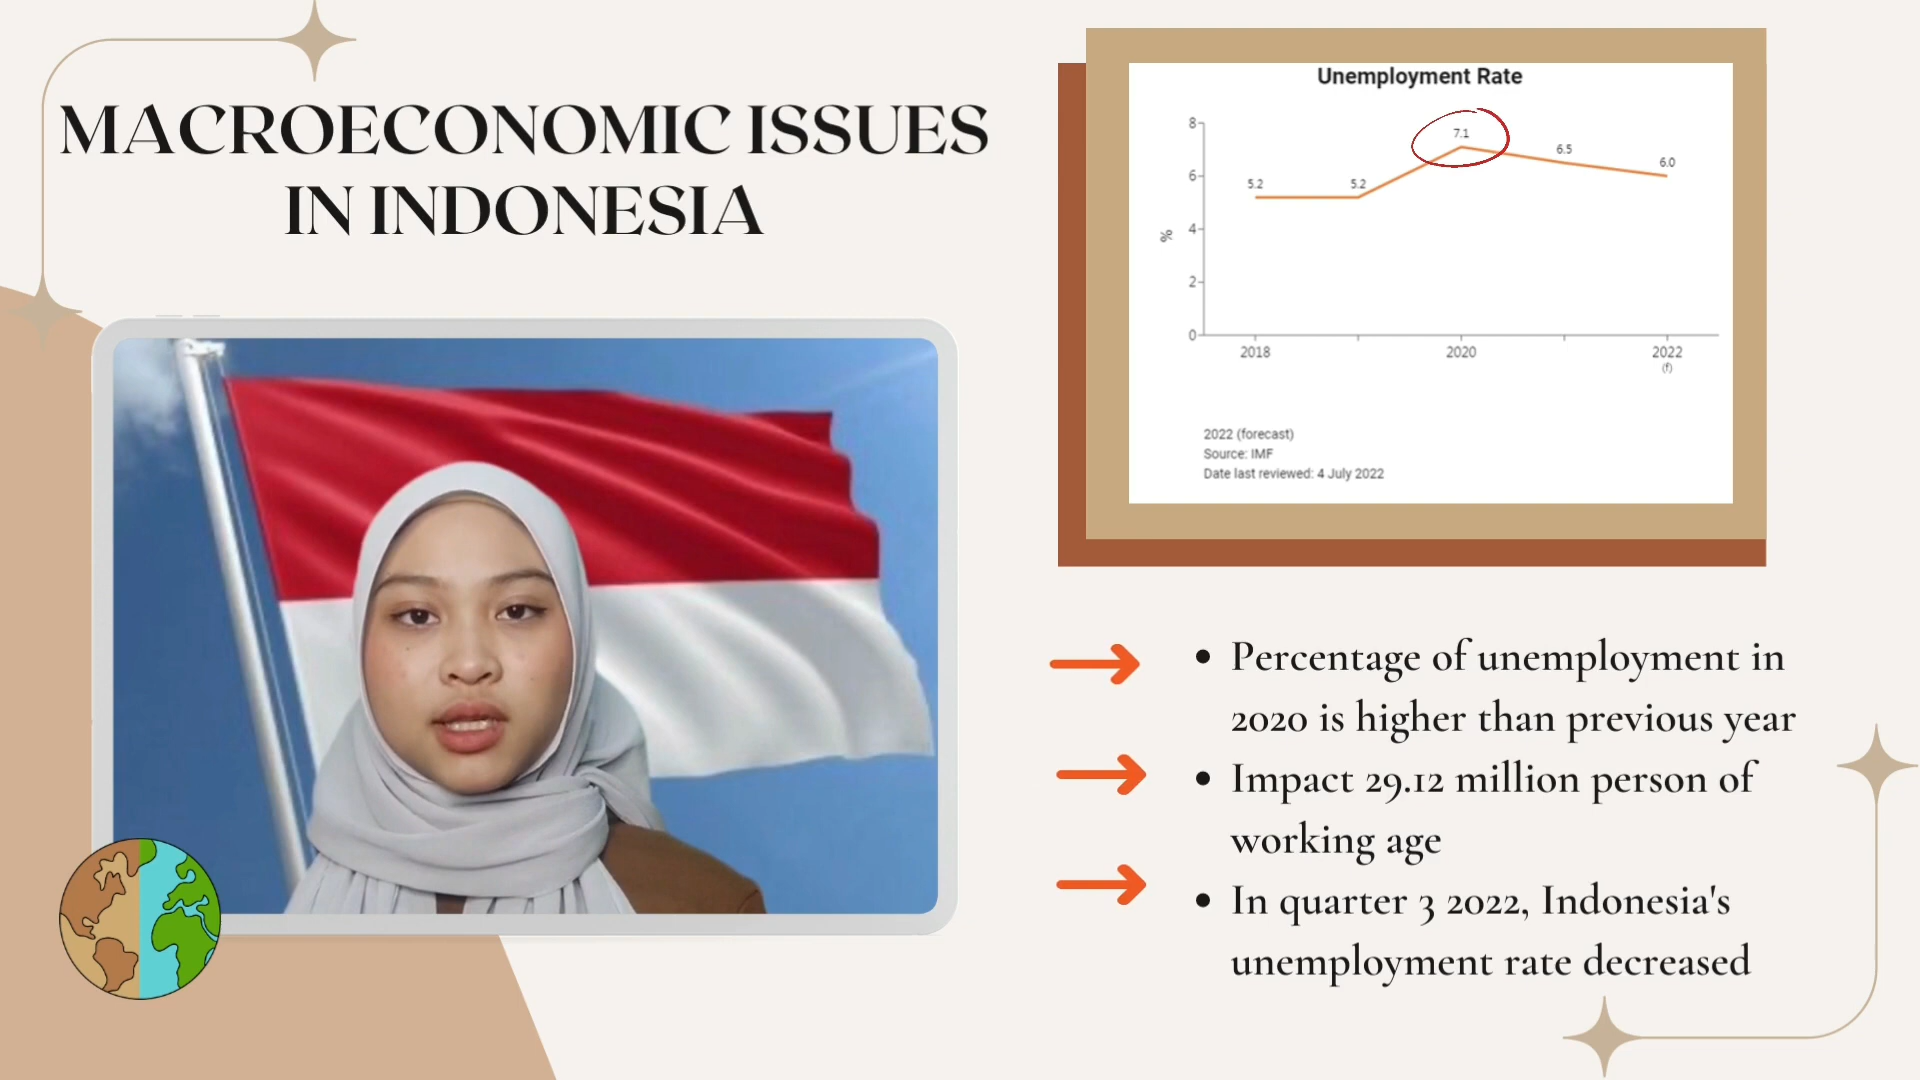 MACROECONOMIC ISSUES
IN INDONESIA
Unemployment Rate
8
7.1
6.5
6.0
6
5.2
5.2
4
%
2
0
2018
2020
2022
(f)
2022 (forecast)
Source: IMF
Date last reviewed: 4 July 2022
• Percentage of unemployment in
2020 is higher than previous year
• Impact 29.12 million person of
working age
• In quarter 3 2022, Indonesia's
unemployment rate decreased